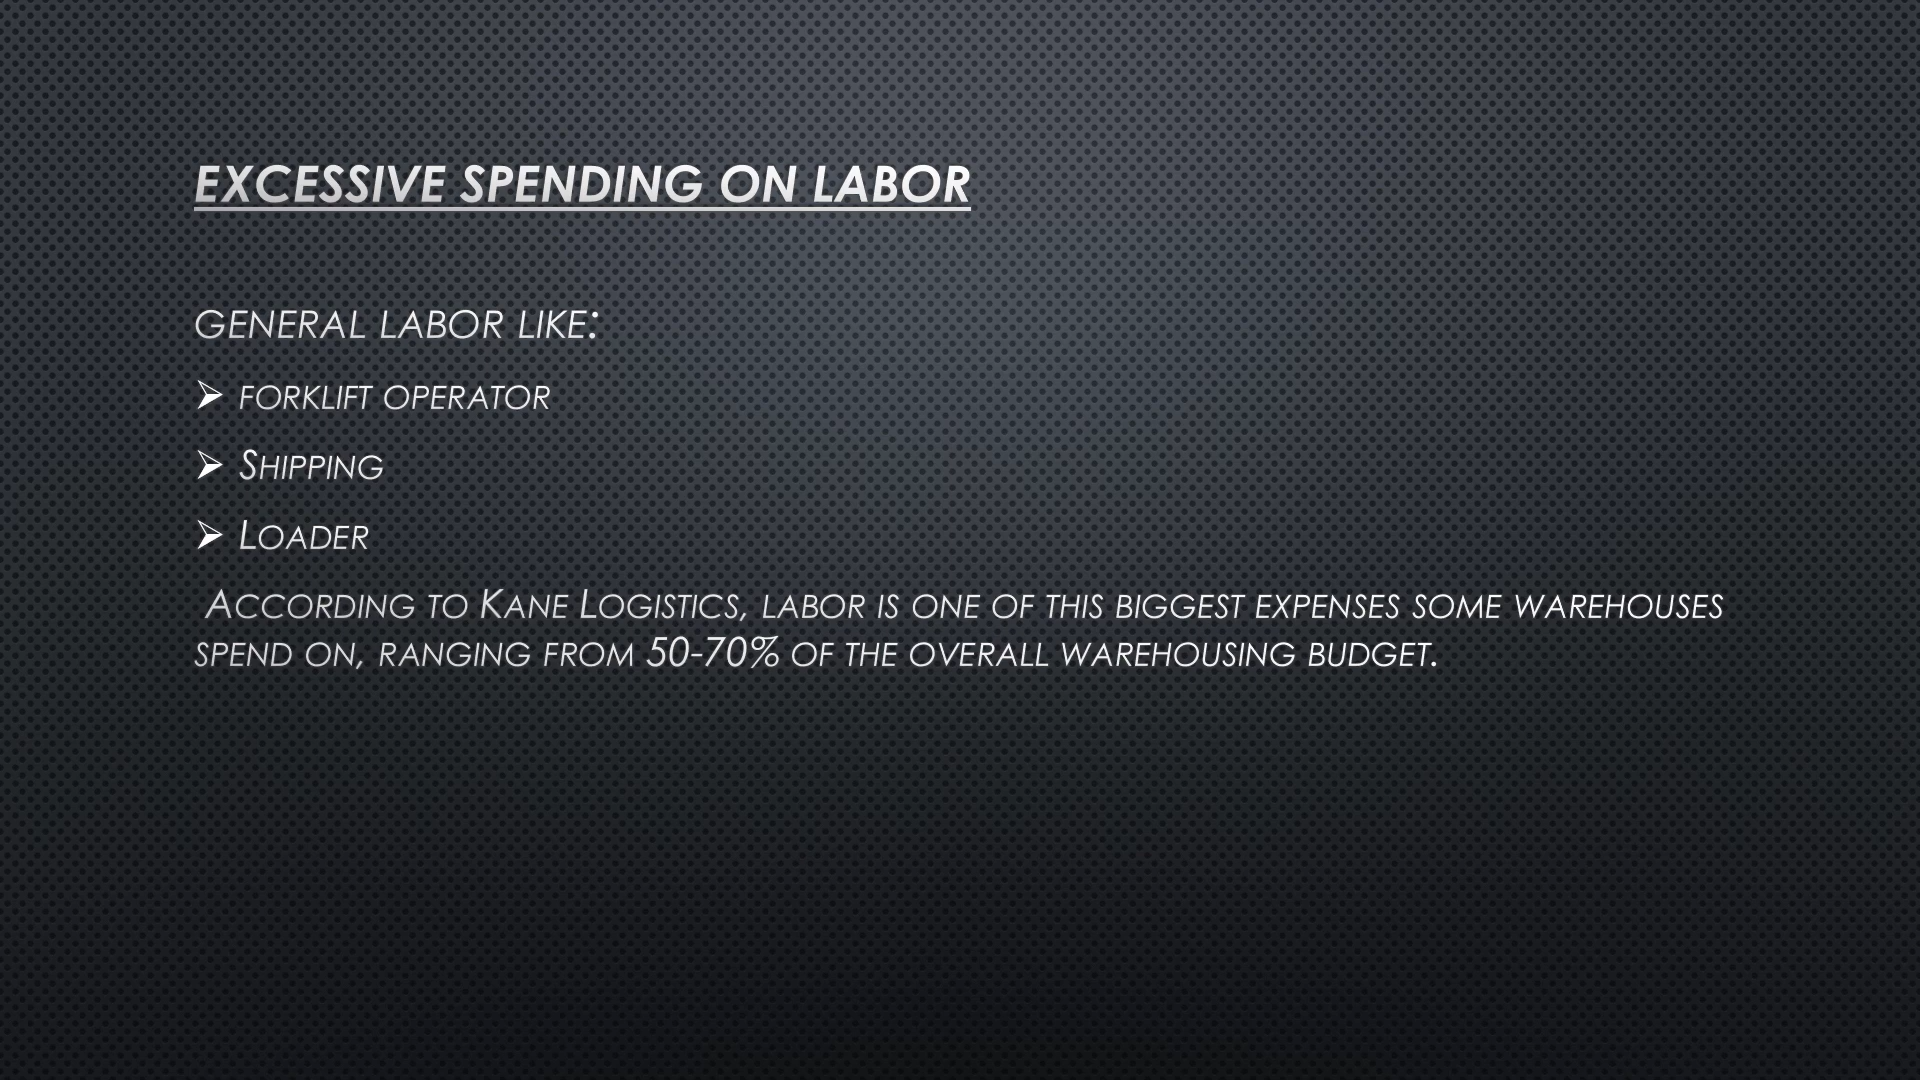 EXCESSIVE SPENDING ON LABOR
GENERAL LABOR LIKE:
FORKLIFT OPERATOR
SHIPPING
LOADER
ACCORDING TO KANE LOGISTICS, LABOR IS ONE OF THIS BIGGEST EXPENSES SOME WAREHOUSES
SPEND ON, RANGING FROM 50-70% OF THE OVERALL WAREHOUSING BUDGET.